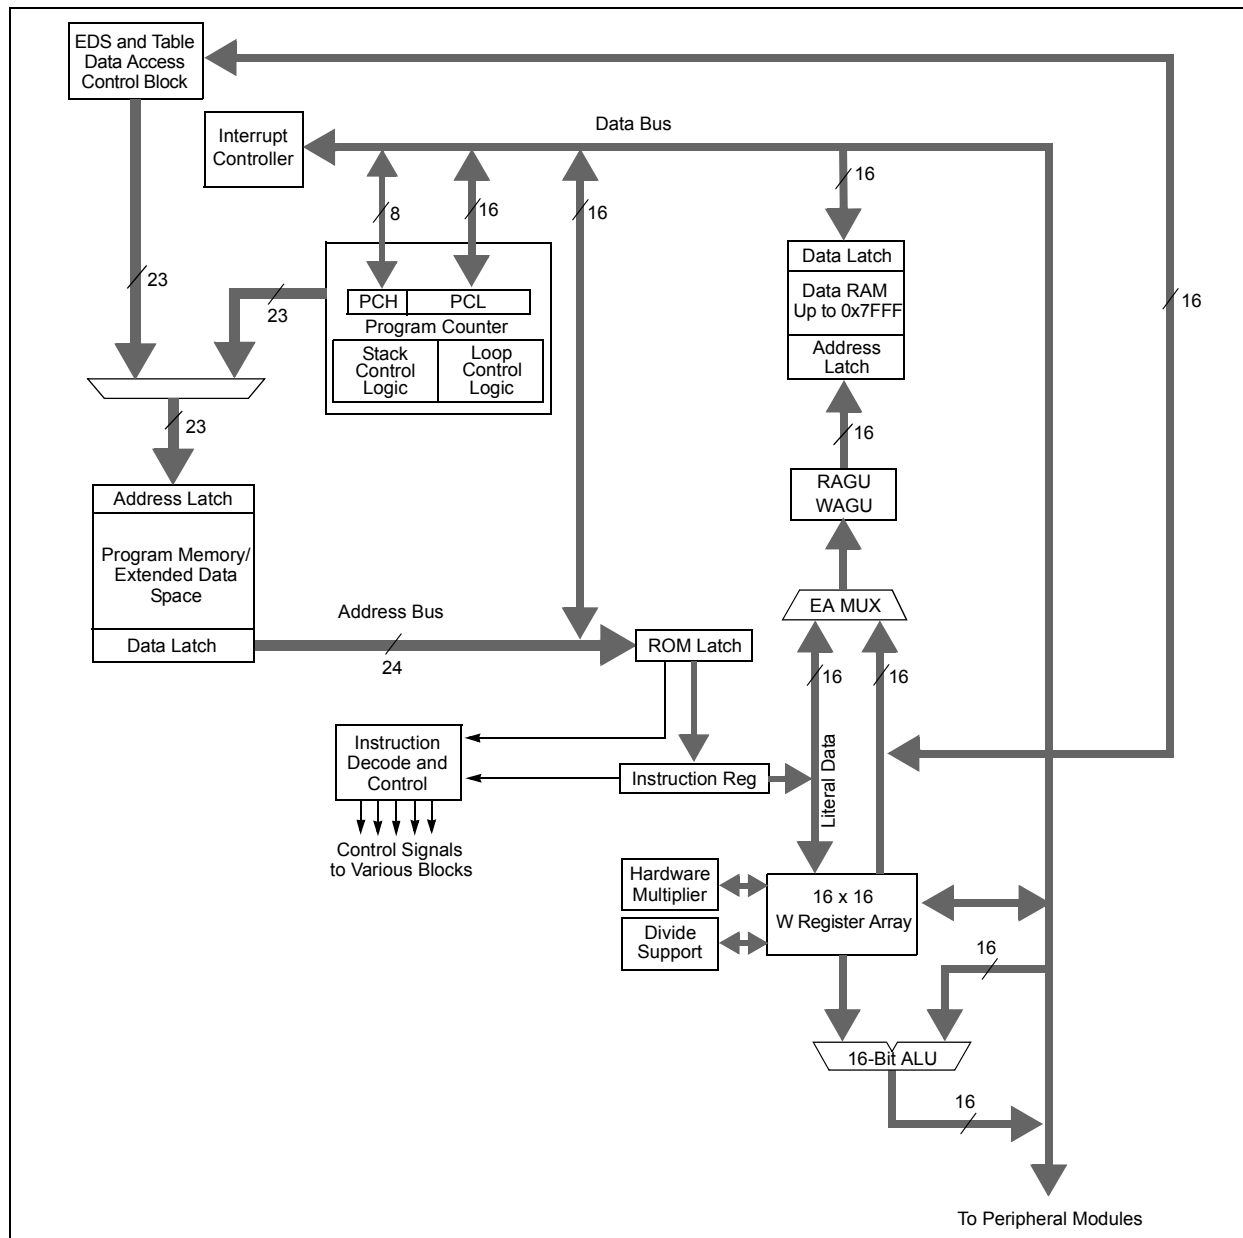 EDS and Table
Data Access
Control Block
Interrupt
Controller
Data Bus
16
8
16
16
16
23
23
PCH
PCL
Program Counter
Stack
Control
Logic
Loop
Control
Logic
Data Latch
Data RAM
Up to 0x7FFF
Address
Latch
23
16
Address Latch
Program Memory/
Extended Data
Space
Data Latch
RAGU
WAGU
EA MUX
Address Bus
24
ROM Latch
16
16
Instruction
Decode and
Control
Instruction Reg
Literal Data
Control Signals
to Various Blocks
Hardware
Multiplier
Divide
Support
16 x 16
W Register Array
16
16-Bit ALU
16
To Peripheral Modules